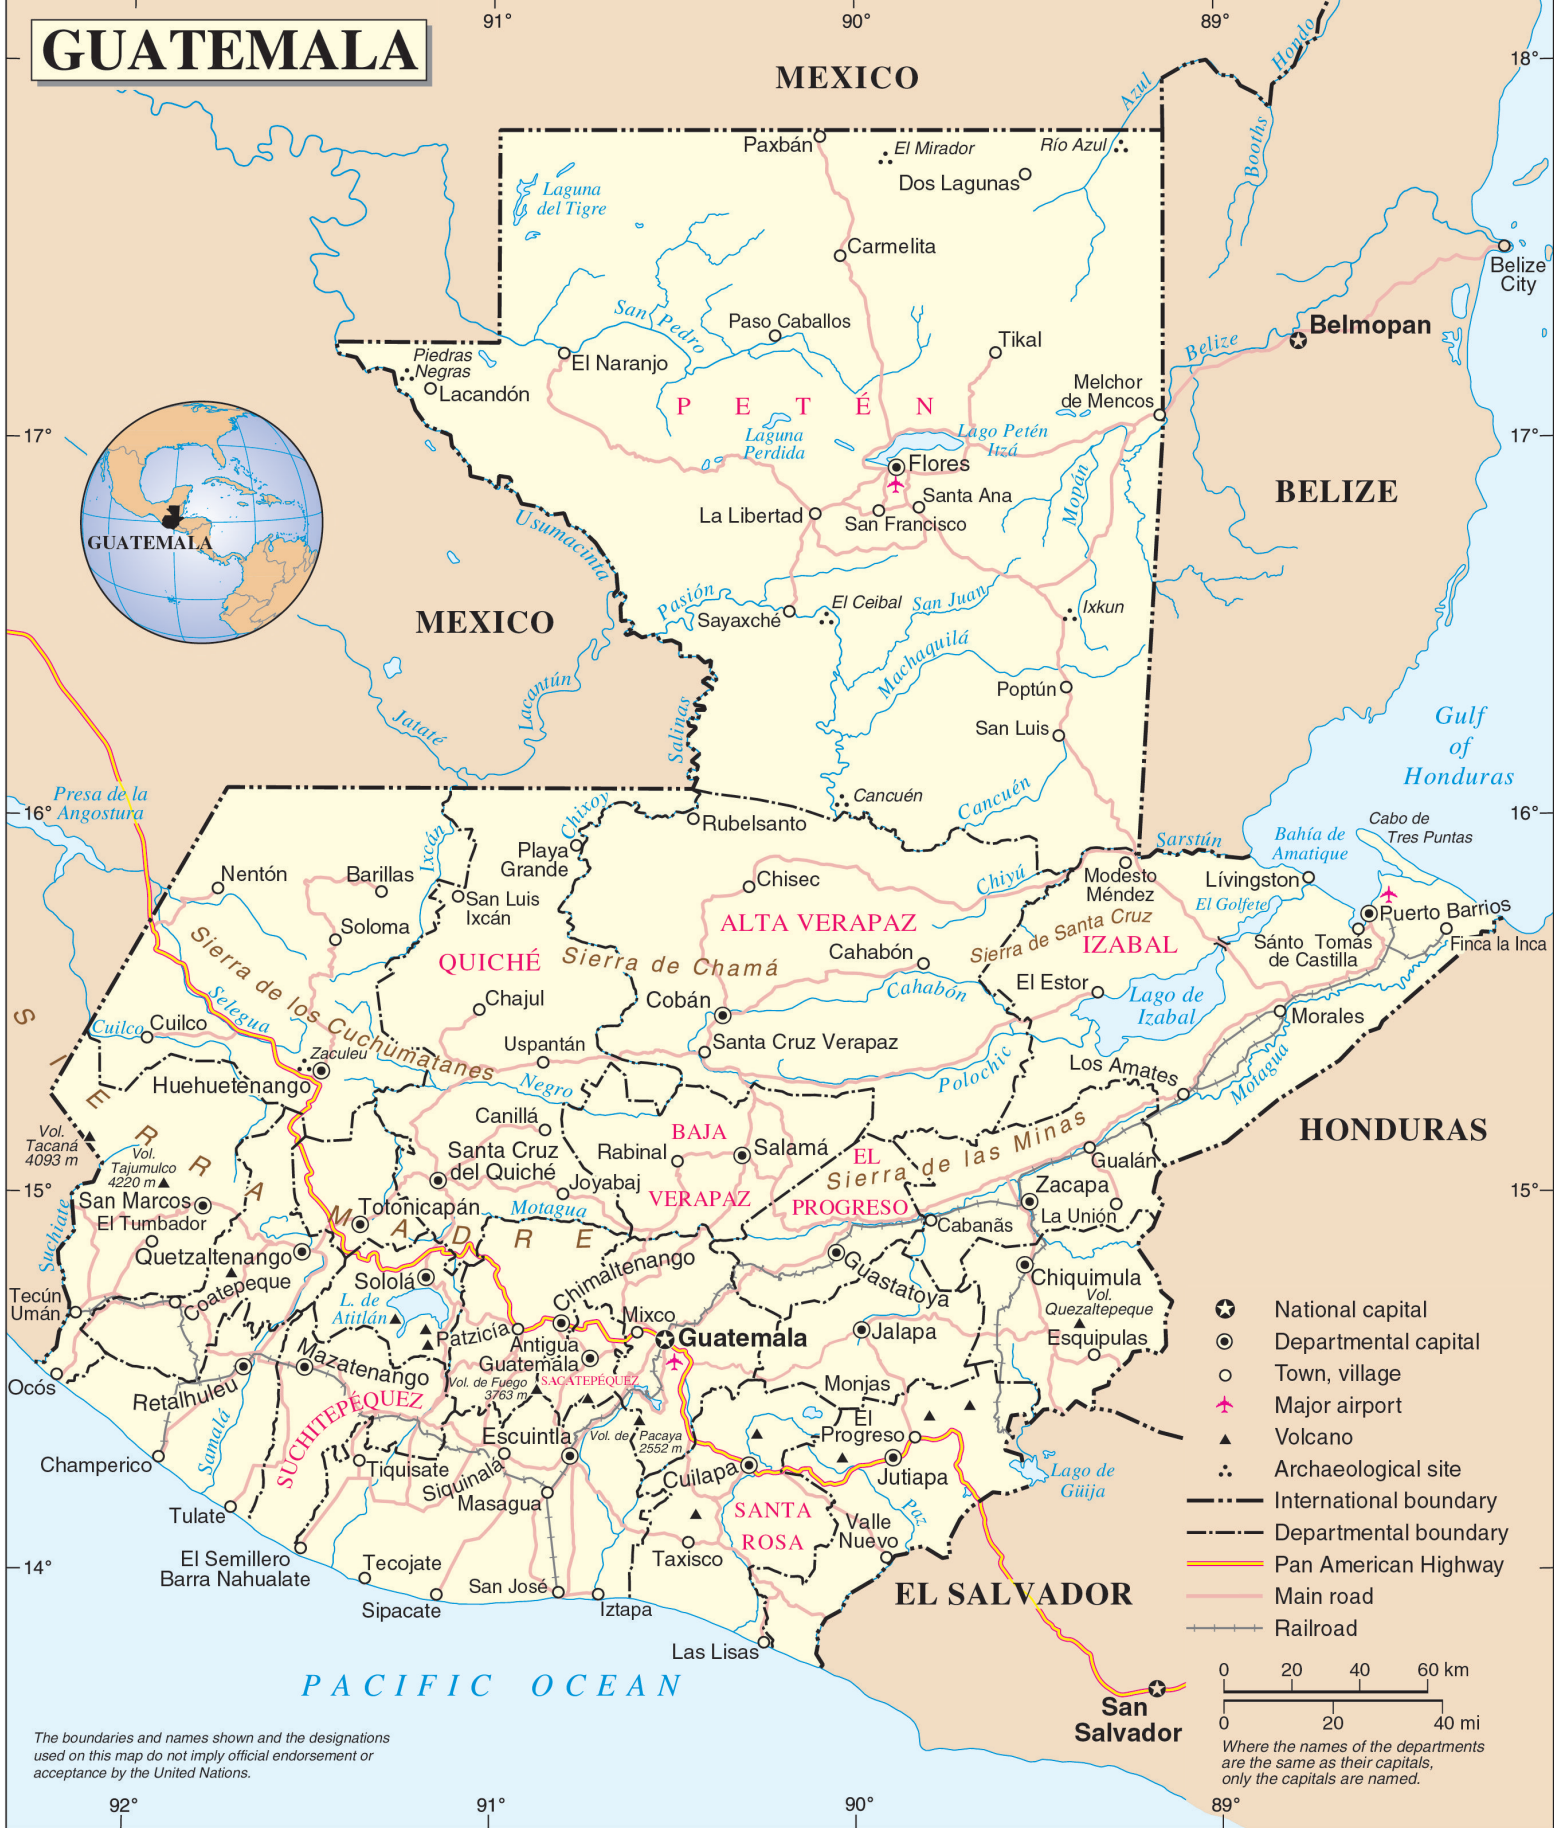 91°
90°
89°
GUATEMALA
MEXICO
18°
Hondo
Azul
Booths
Paxbán
El Mirador
Río Azul
Dos Lagunas
Laguna
del Tigre
Carmelita
Belize
City
San Pedro
Paso Caballos
Tikal
Belmopan
Belize
Piedras
Negras
El Naranjo
Lacandón
Melchor
de Mencos
PETÉN
17°
Laguna
Perdida
Lago Petén
Itzá
17°
Flores
Mopán
BELIZE
Santa Ana
La Libertad
San Francisco
Usumacinta
GUATEMALA
MEXICO
Pasión
El Ceibal
San Juan
Ixkun
Sayaxché
Machaquilá
Lacantún
Jataté
Salinas
Poptún
San Luis
Gulf
of
Honduras
Presa de la
Angostura
16°
Cancuén
Cancuén
16°
Chixoy
Rubelsanto
Ixcán
Playa
Grande
Sarstún
Bahía de
Amatique
Cabo de
Tres Puntas
Nentón
Barillas
San Luis
Ixcán
Chisec
Chiyú
Modesto
Méndez
Lívingston
El Golfete
Puerto Barrios
Soloma
ALTA VERAPAZ
Sierra de Santa Cruz
IZABAL
Sánto Tomás
de Castilla
Finca la Inca
Sierra de los Cuchumatanes
QUICHÉ
Sierra de Chamá
Cahabón
Selegua
Chajul
Cobán
Cahabón
El Estor
Lago de
Izabal
Morales
Cuilco
Cuilco
SIERRA MADRE
Zaculeu
Uspantán
Santa Cruz Verapaz
Polochic
Los Amates
Motagua
Huehuetenango
Negro
Vol.
Tacaná
4093 m
Canillá
BAJA
VERAPAZ
Rabinal
Salamá
EL
PROGRESO
Sierra de las Minas
HONDURAS
Vol.
Tajumulco
4220 m
Santa Cruz
del Quiché
Gualán
15°
Joyabaj
Zacapa
15°
San Marcos
El Tumbador
Totonicapán
Motagua
Cabanãs
La Unión
Suchiate
Quetzaltenango
Chimaltenango
Guastatoya
Chiquimula
Coatepeque
Sololá
Vol.
Quezaltepeque
Tecún
Umán
L. de
Atitlán
Patzicía
Mixco
Guatemala
Jalapa
Esquipulas
Antigua
Guatemala
Mazatenango
SACATEPÉQUEZ
Vol. de Fuego
3763 m
Ocós
Retalhuleu
Monjas
SUCHITEPÉQUEZ
Samalá
Escuintla
Vol. de Pacaya
2552 m
El
Progreso
Champerico
Tiquisate
Siquinalá
Cuilapa
Jutiapa
Lago de
Güija
Masagua
Tulate
SANTA
ROSA
Paz
Valle
Nuevo
El Semillero
Barra Nahualate
Taxisco
14°
Tecojate
San José
Sipacate
Iztapa
EL SALVADOR
Las Lisas
PACIFIC OCEAN
San
Salvador
National capital
Departmental capital
Town, village
Major airport
Volcano
Archaeological site
International boundary
Departmental boundary
Pan American Highway
Main road
Railroad
0 20 40 60 km
0 20 40 mi
The boundaries and names shown and the designations
used on this map do not imply official endorsement or
acceptance by the United Nations.
Where the names of the departments
are the same as their capitals,
only the capitals are named.
92°
91°
90°
89°